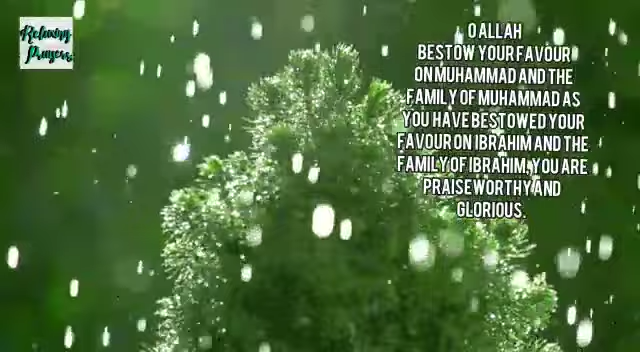 Relaxing
Prayers
O ALLAH
BESTOW YOUR FAVOUR
ON MUHAMMAD AND THE
FAMILY OF MUHAMMAD AS
YOU HAVE BESTOWED YOUR
FAVOUR ON IBRAHIM AND THE
FAMILY OF IBRAHIM, YOU ARE
PRAISEWORTHY AND
GLORIOUS.